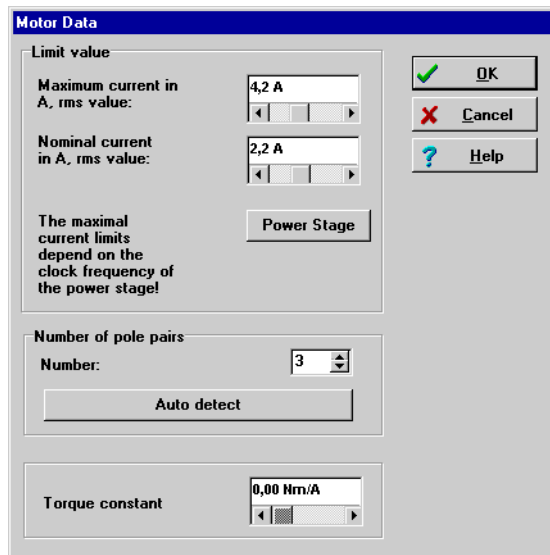 Motor Data
Limit value
Maximum current in
A, rms value:
4,2 A
Nominal current
in A, rms value:
2,2 A
The maximal
current limits
depend on the
clock frequency of
the power stage!
Power Stage
Number of pole pairs
Number:
3
Auto detect
Torque constant
0,00 Nm/A
OK
Cancel
Help